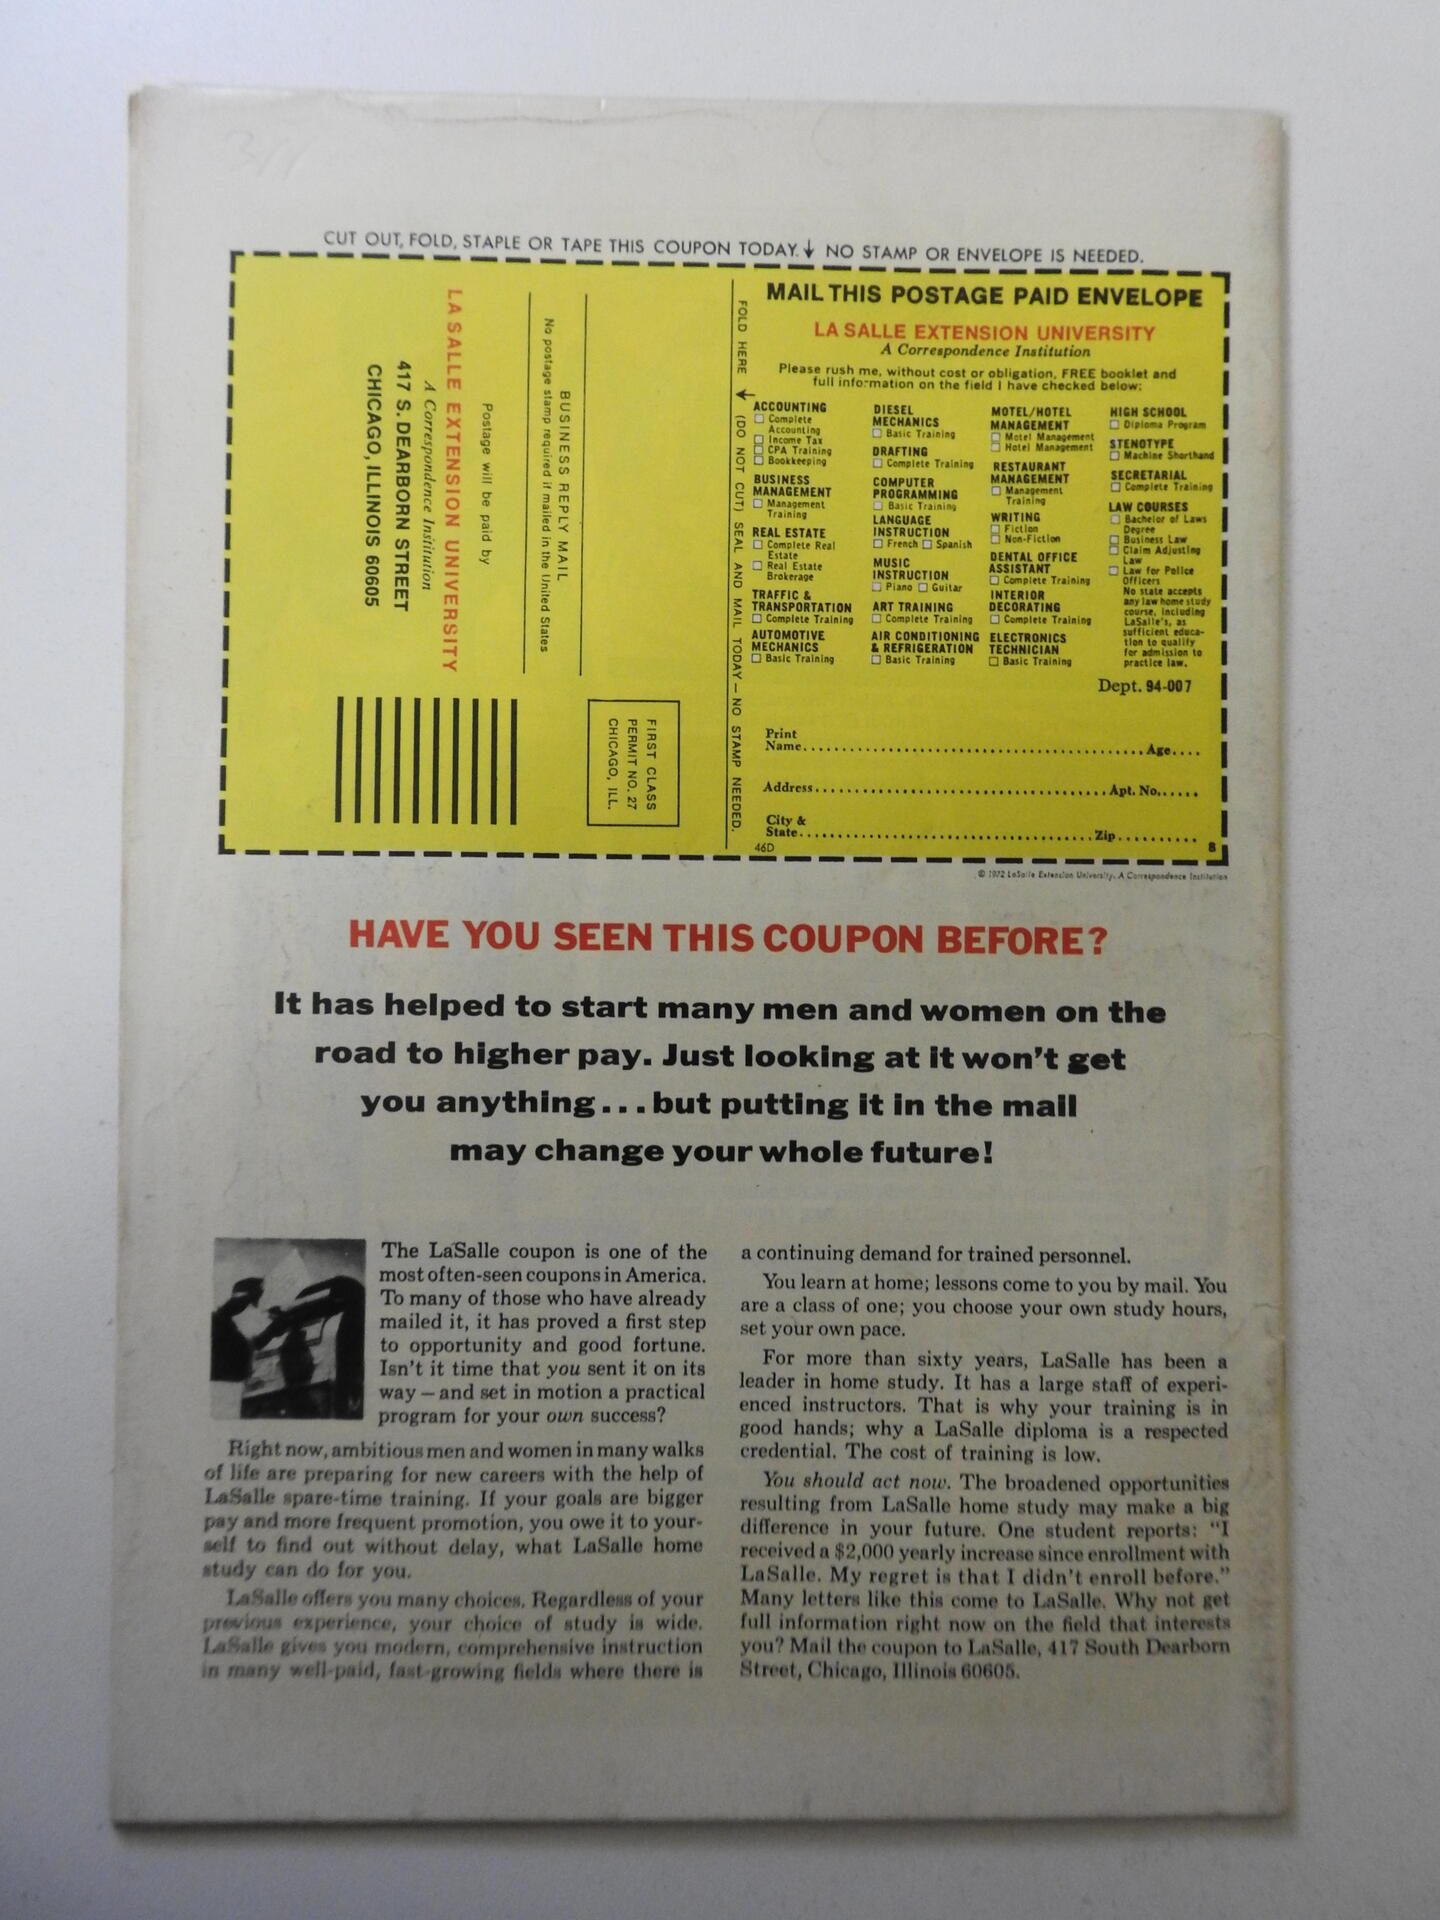 CUT OUT, FOLD, STAPLE OR TAPE THIS COUPON TODAY. ↓ NO STAMP OR ENVELOPE IS NEEDED.
FIRST CLASS
PERMIT NO. 27
CHICAGO, ILL.
BUSINESS REPLY MAIL
No postage stamp required if mailed in the United States
Postage will be paid by
LA SALLE EXTENSION UNIVERSITY
A Correspondence Institution
417 S. DEARBORN STREET
CHICAGO, ILLINOIS 60605
FOLD HERE (DO NOT CUT) SEAL AND MAIL TODAY — NO STAMP NEEDED.
MAIL THIS POSTAGE PAID ENVELOPE
LA SALLE EXTENSION UNIVERSITY
A Correspondence Institution
Please rush me, without cost or obligation, FREE booklet and
full information on the field I have checked below:
ACCOUNTING
☐ Complete
Accounting
☐ Income Tax
☐ CPA Training
☐ Bookkeeping
BUSINESS
MANAGEMENT
☐ Management
Training
REAL ESTATE
☐ Complete Real
Estate
☐ Real Estate
Brokerage
TRAFFIC &
TRANSPORTATION
☐ Complete Training
AUTOMOTIVE
MECHANICS
☐ Basic Training
DIESEL
MECHANICS
☐ Basic Training
DRAFTING
☐ Complete Training
COMPUTER
PROGRAMMING
☐ Basic Training
LANGUAGE
INSTRUCTION
☐ French ☐ Spanish
MUSIC
INSTRUCTION
☐ Piano ☐ Guitar
ART TRAINING
☐ Complete Training
AIR CONDITIONING
& REFRIGERATION
☐ Basic Training
MOTEL/HOTEL
MANAGEMENT
☐ Motel Management
☐ Hotel Management
RESTAURANT
MANAGEMENT
☐ Management
Training
WRITING
☐ Fiction
☐ Non-Fiction
DENTAL OFFICE
ASSISTANT
☐ Complete Training
INTERIOR
DECORATING
☐ Complete Training
ELECTRONICS
TECHNICIAN
☐ Basic Training
HIGH SCHOOL
☐ Diploma Program
STENOTYPE
☐ Machine Shorthand
SECRETARIAL
☐ Complete Training
LAW COURSES
☐ Bachelor of Laws
Degree
☐ Business Law
☐ Claim Adjusting
Law
☐ Law for Police
Officers
No state accepts
any law home study
course, including
LaSalle's, as
sufficient educa-
tion to qualify
for admission to
practice law.
Dept. 94-007
Print
Name........ Age....
Address........ Apt. No......
City &
State........ Zip..........
46D 8
© 1972 LaSalle Extension University. A Correspondence Institution
HAVE YOU SEEN THIS COUPON BEFORE?
It has helped to start many men and women on the
road to higher pay. Just looking at it won't get
you anything...but putting it in the mail
may change your whole future!
The LaSalle coupon is one of the
most often-seen coupons in America.
To many of those who have already
mailed it, it has proved a first step
to opportunity and good fortune.
Isn't it time that you sent it on its
way — and set in motion a practical
program for your own success?
Right now, ambitious men and women in many walks
of life are preparing for new careers with the help of
LaSalle spare-time training. If your goals are bigger
pay and more frequent promotion, you owe it to your-
self to find out without delay, what LaSalle home
study can do for you.
LaSalle offers you many choices. Regardless of your
previous experience, your choice of study is wide.
LaSalle gives you modern, comprehensive instruction
in many well-paid, fast-growing fields where there is
a continuing demand for trained personnel.
You learn at home; lessons come to you by mail. You
are a class of one; you choose your own study hours,
set your own pace.
For more than sixty years, LaSalle has been a
leader in home study. It has a large staff of experi-
enced instructors. That is why your training is in
good hands; why a LaSalle diploma is a respected
credential. The cost of training is low.
You should act now. The broadened opportunities
resulting from LaSalle home study may make a big
difference in your future. One student reports: "I
received a $2,000 yearly increase since enrollment with
LaSalle. My regret is that I didn't enroll before."
Many letters like this come to LaSalle. Why not get
full information right now on the field that interests
you? Mail the coupon to LaSalle, 417 South Dearborn
Street, Chicago, Illinois 60605.